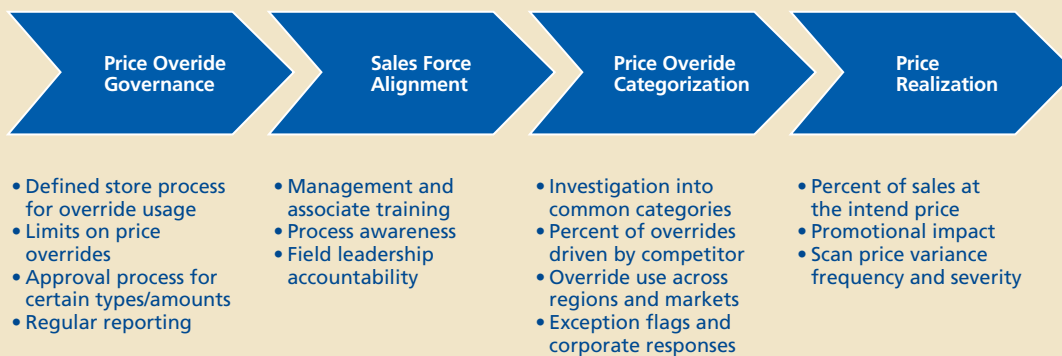 Price Overide
Governance
Sales Force
Alignment
Price Overide
Categorization
Price
Realization
• Defined store process
for override usage
• Limits on price
overrides
• Approval process for
certain types/amounts
• Regular reporting
• Management and
associate training
• Process awareness
• Field leadership
accountability
• Investigation into
common categories
• Percent of overrides
driven by competitor
• Override use across
regions and markets
• Exception flags and
corporate responses
• Percent of sales at
the intend price
• Promotional impact
• Scan price variance
frequency and severity